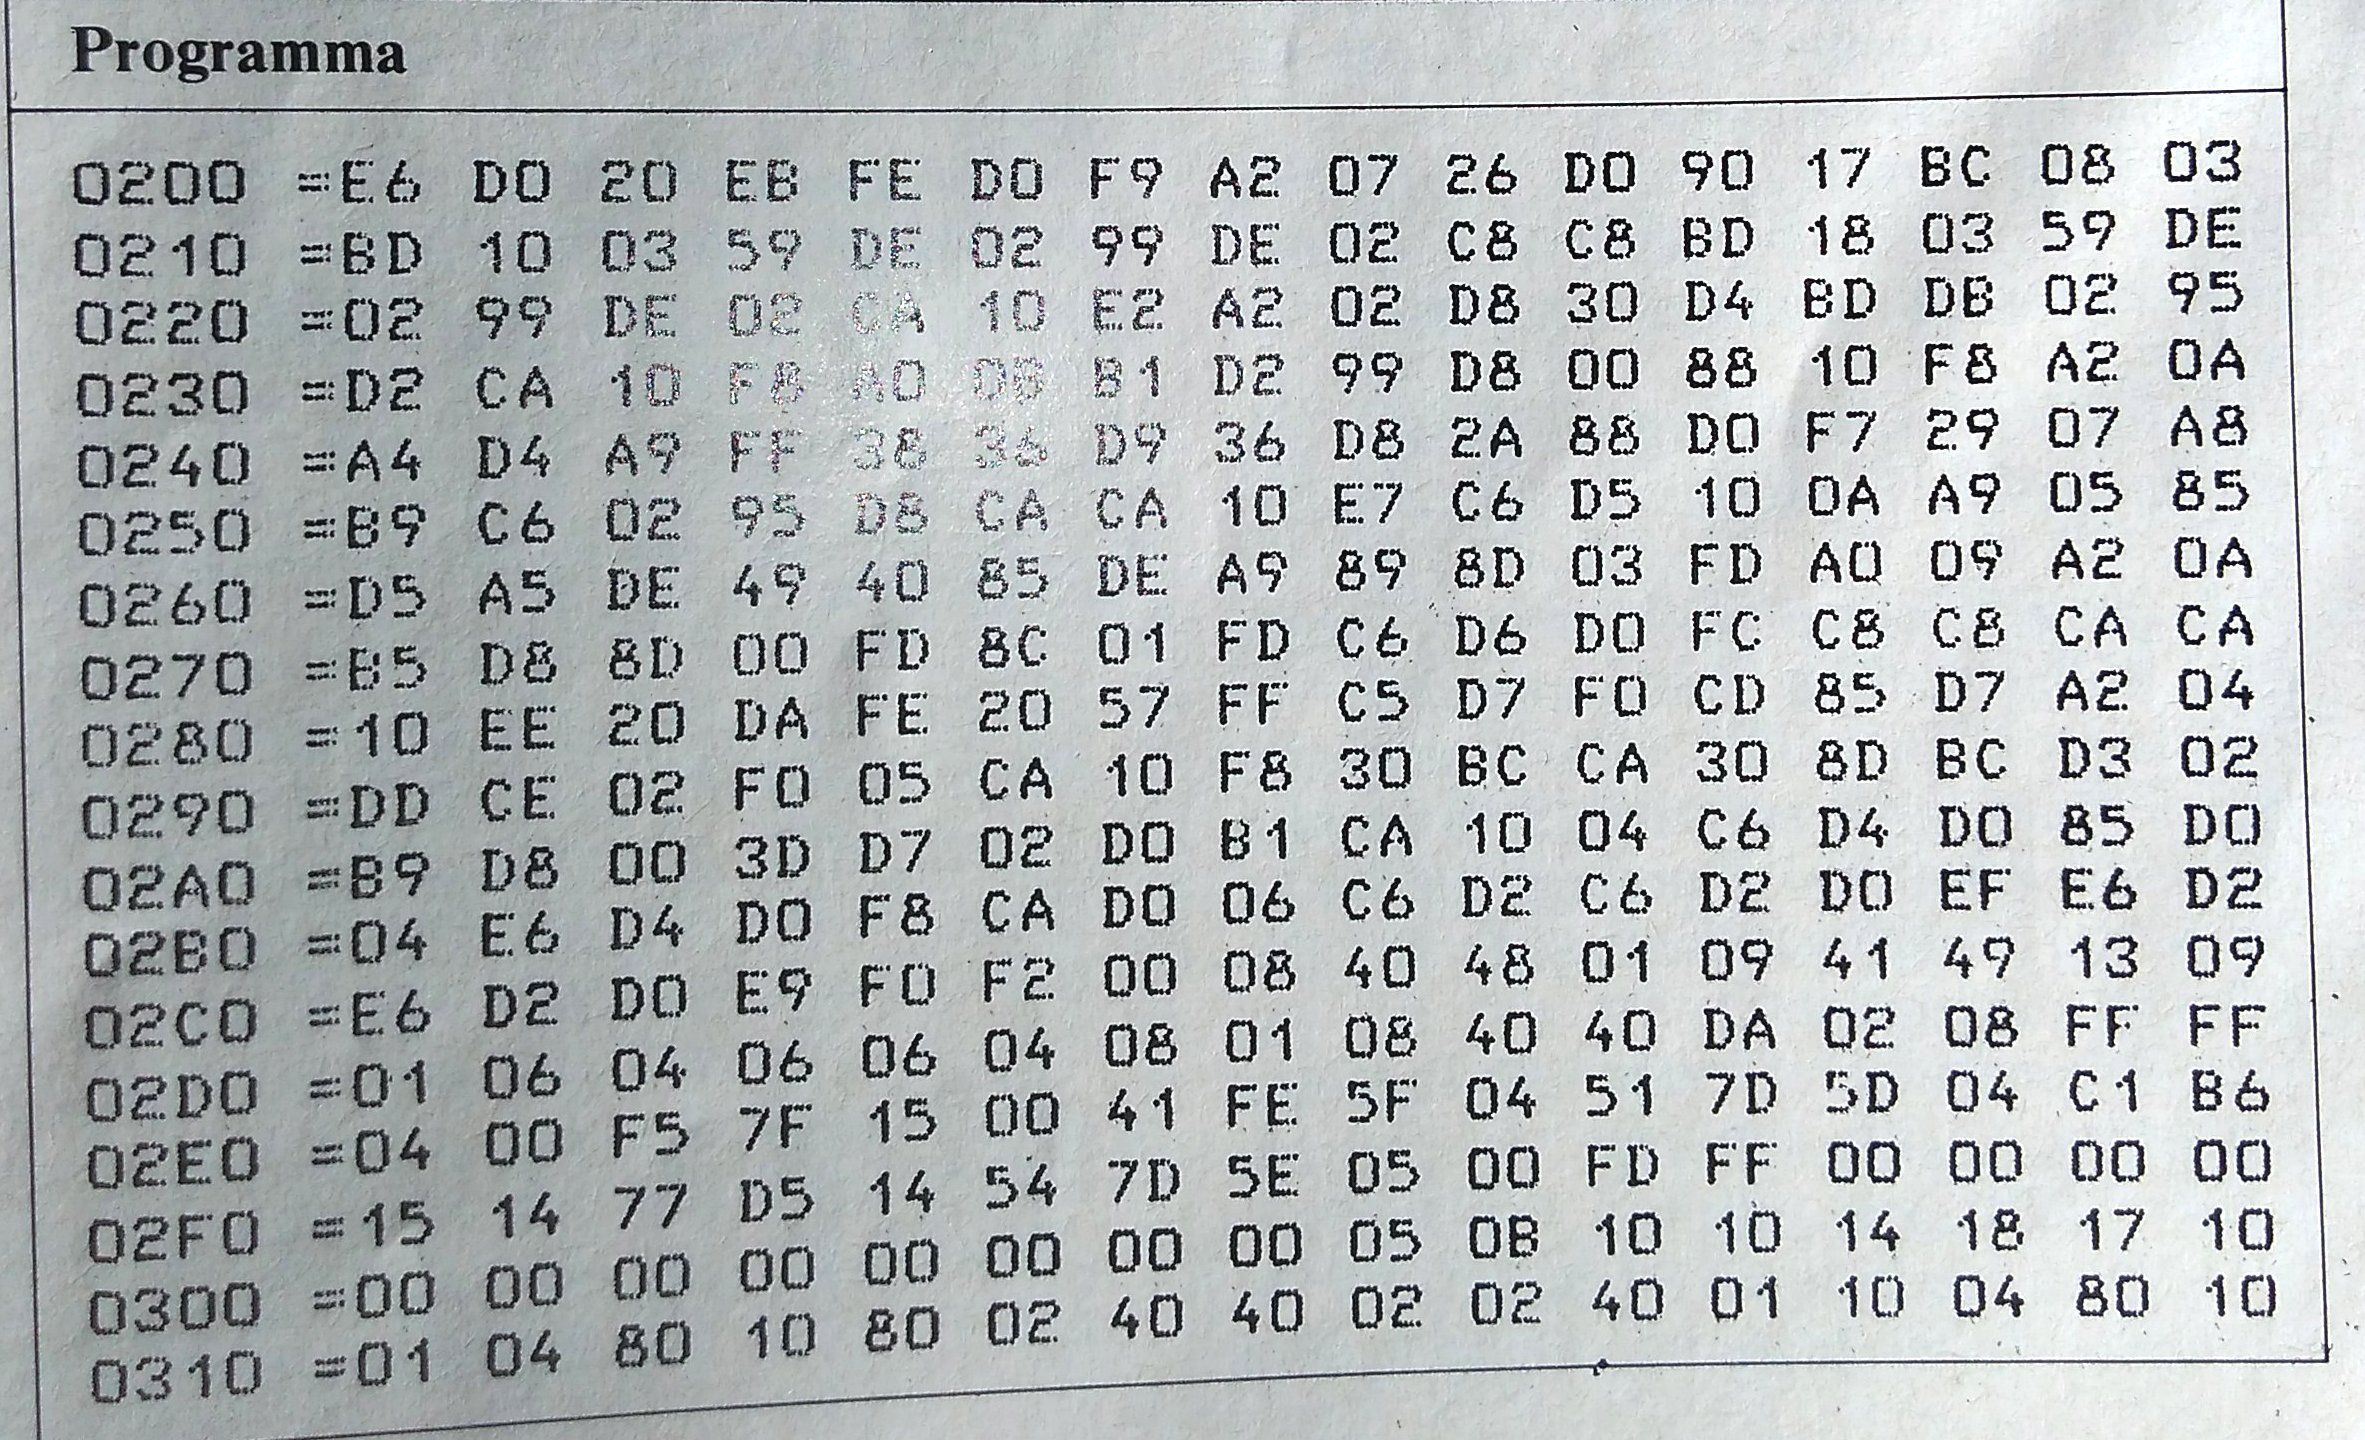 Programma
0200 =E6 D0 20 EB FE D0 F9 A2 07 26 D0 90 17 BC 08 03
0210 =BD 10 03 59 DE 02 99 DE 02 C8 C8 BD 18 03 59 DE
0220 =02 99 DE 02 CA 10 E2 A2 02 D8 30 D4 BD DB 02 95
0230 =D2 CA 10 F8 A0 0B B1 D2 99 D8 00 88 10 F8 A2 0A
0240 =A4 D4 A9 FF 38 36 D9 36 D8 2A 88 D0 F7 29 07 A8
0250 =B9 C6 02 95 D8 CA CA 10 E7 C6 D5 10 0A A9 05 85
0260 =D5 A5 DE 49 40 85 DE A9 89 8D 03 FD A0 09 A2 0A
0270 =B5 D8 8D 00 FD 8C 01 FD C6 D6 D0 FC C8 C8 CA CA
0280 =10 EE 20 DA FE 20 57 FF C5 D7 F0 CD 85 D7 A2 04
0290 =DD CE 02 F0 05 CA 10 F8 30 BC CA 30 8D BC D3 02
02A0 =B9 D8 00 3D D7 02 D0 B1 CA 10 04 C6 D4 D0 85 D0
02B0 =04 E6 D4 D0 F8 CA D0 06 C6 D2 C6 D2 D0 EF E6 D2
02C0 =E6 D2 D0 E9 F0 F2 00 08 40 48 01 09 41 49 13 09
02D0 =01 06 04 06 06 04 08 01 08 40 40 DA 02 08 FF FF
02E0 =04 00 F5 7F 15 00 41 FE 5F 04 51 7D 5D 04 C1 B6
02F0 =15 14 77 D5 14 54 7D 5E 05 00 FD FF 00 00 00 00
0300 =00 00 00 00 00 00 00 00 05 0B 10 10 14 18 17 10
0310 =01 04 80 10 80 02 40 40 02 02 40 01 10 04 80 10